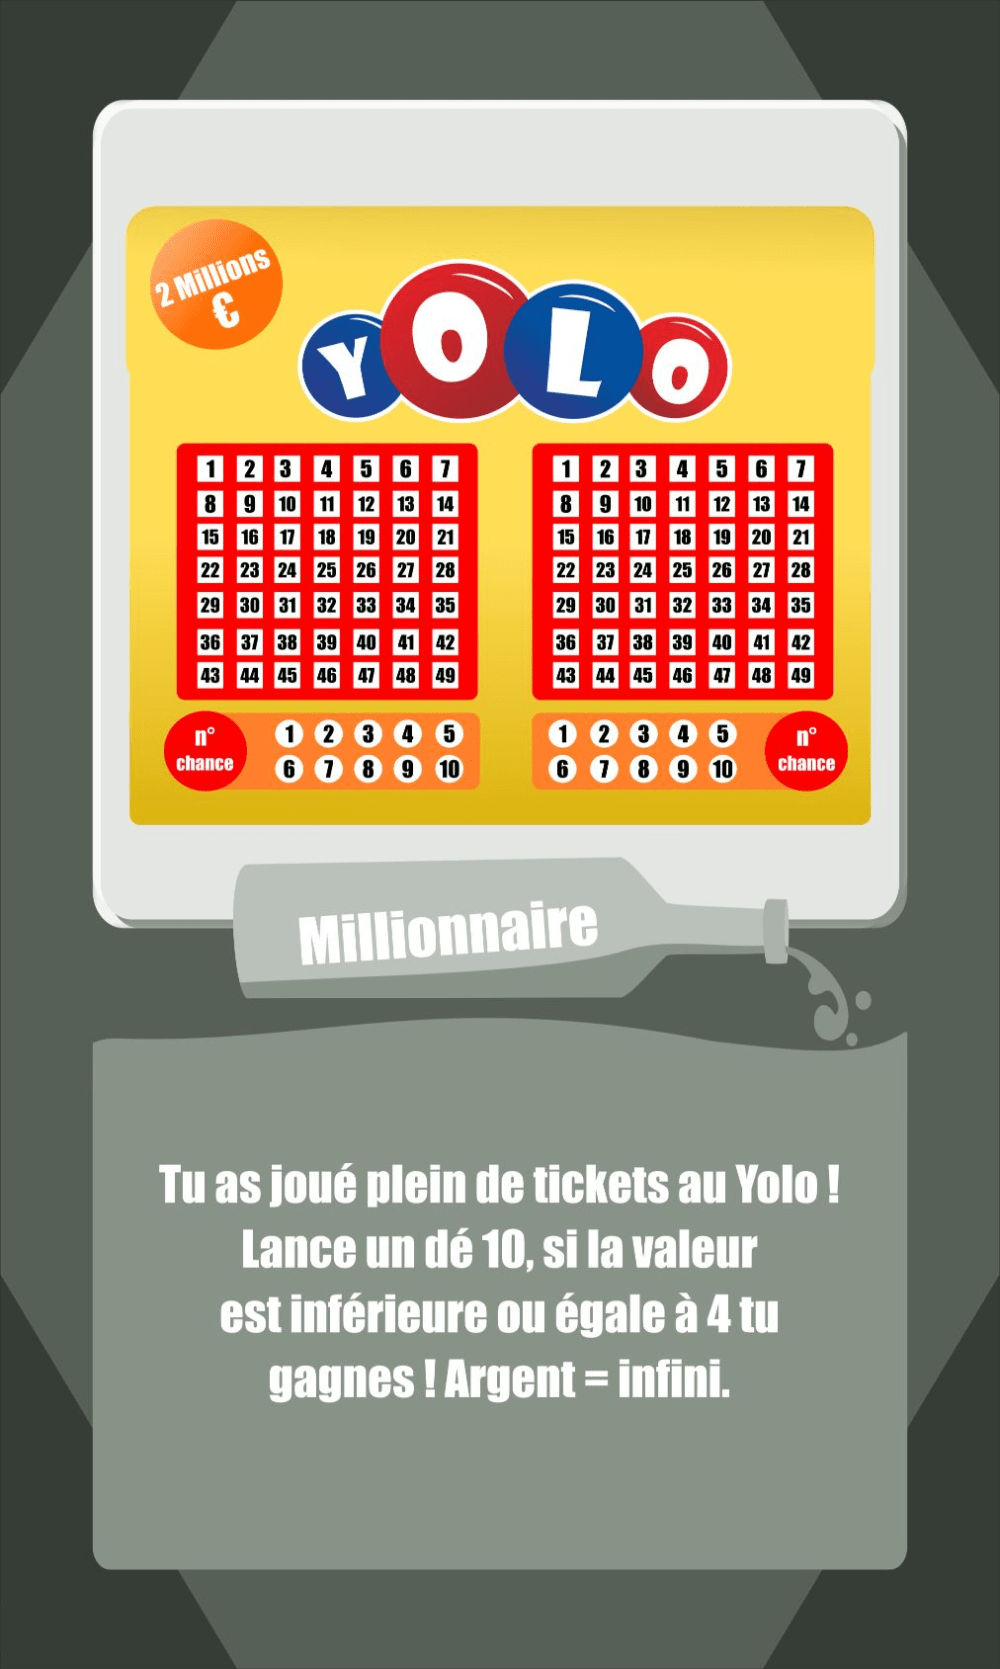 2 Millions
€
YOLO
1 2 3 4 5 6 7
8 9 10 11 12 13 14
15 16 17 18 19 20 21
22 23 24 25 26 27 28
29 30 31 32 33 34 35
36 37 38 39 40 41 42
43 44 45 46 47 48 49
n°
chance
1 2 3 4 5
6 7 8 9 10
1 2 3 4 5 6 7
8 9 10 11 12 13 14
15 16 17 18 19 20 21
22 23 24 25 26 27 28
29 30 31 32 33 34 35
36 37 38 39 40 41 42
43 44 45 46 47 48 49
1 2 3 4 5
6 7 8 9 10
n°
chance
Millionnaire
Tu as joué plein de tickets au Yolo !
Lance un dé 10, si la valeur
est inférieure ou égale à 4 tu
gagnes ! Argent = infini.